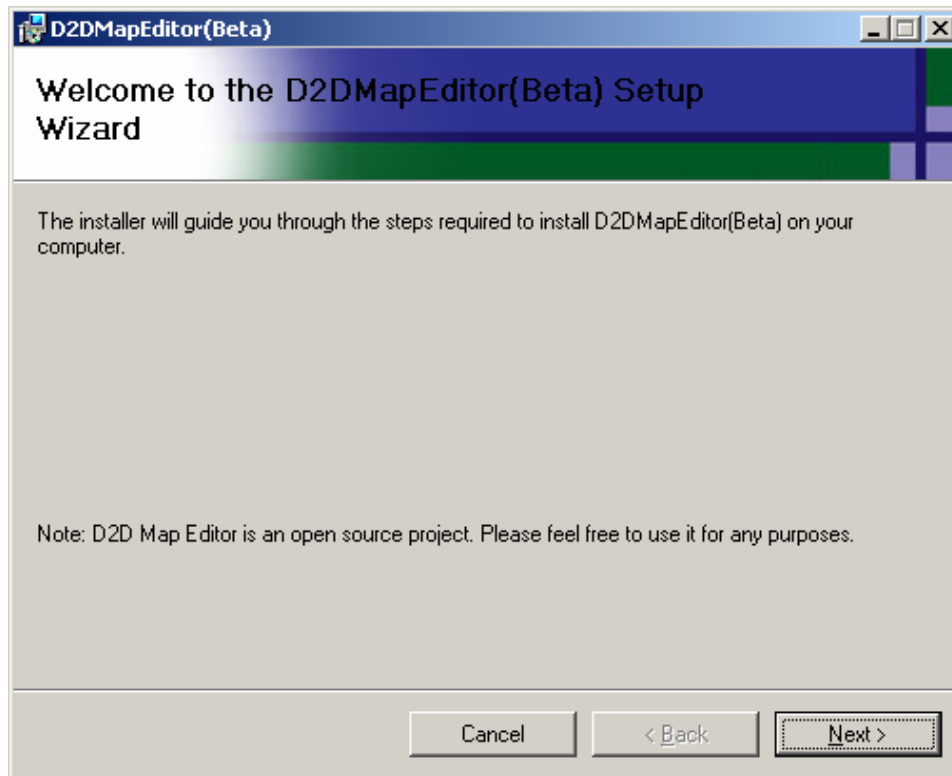 D2DMapEditor(Beta)
Welcome to the D2DMapEditor(Beta) Setup
Wizard
The installer will guide you through the steps required to install D2DMapEditor(Beta) on your
computer.
Note: D2D Map Editor is an open source project. Please feel free to use it for any purposes.
Cancel
< Back
Next >